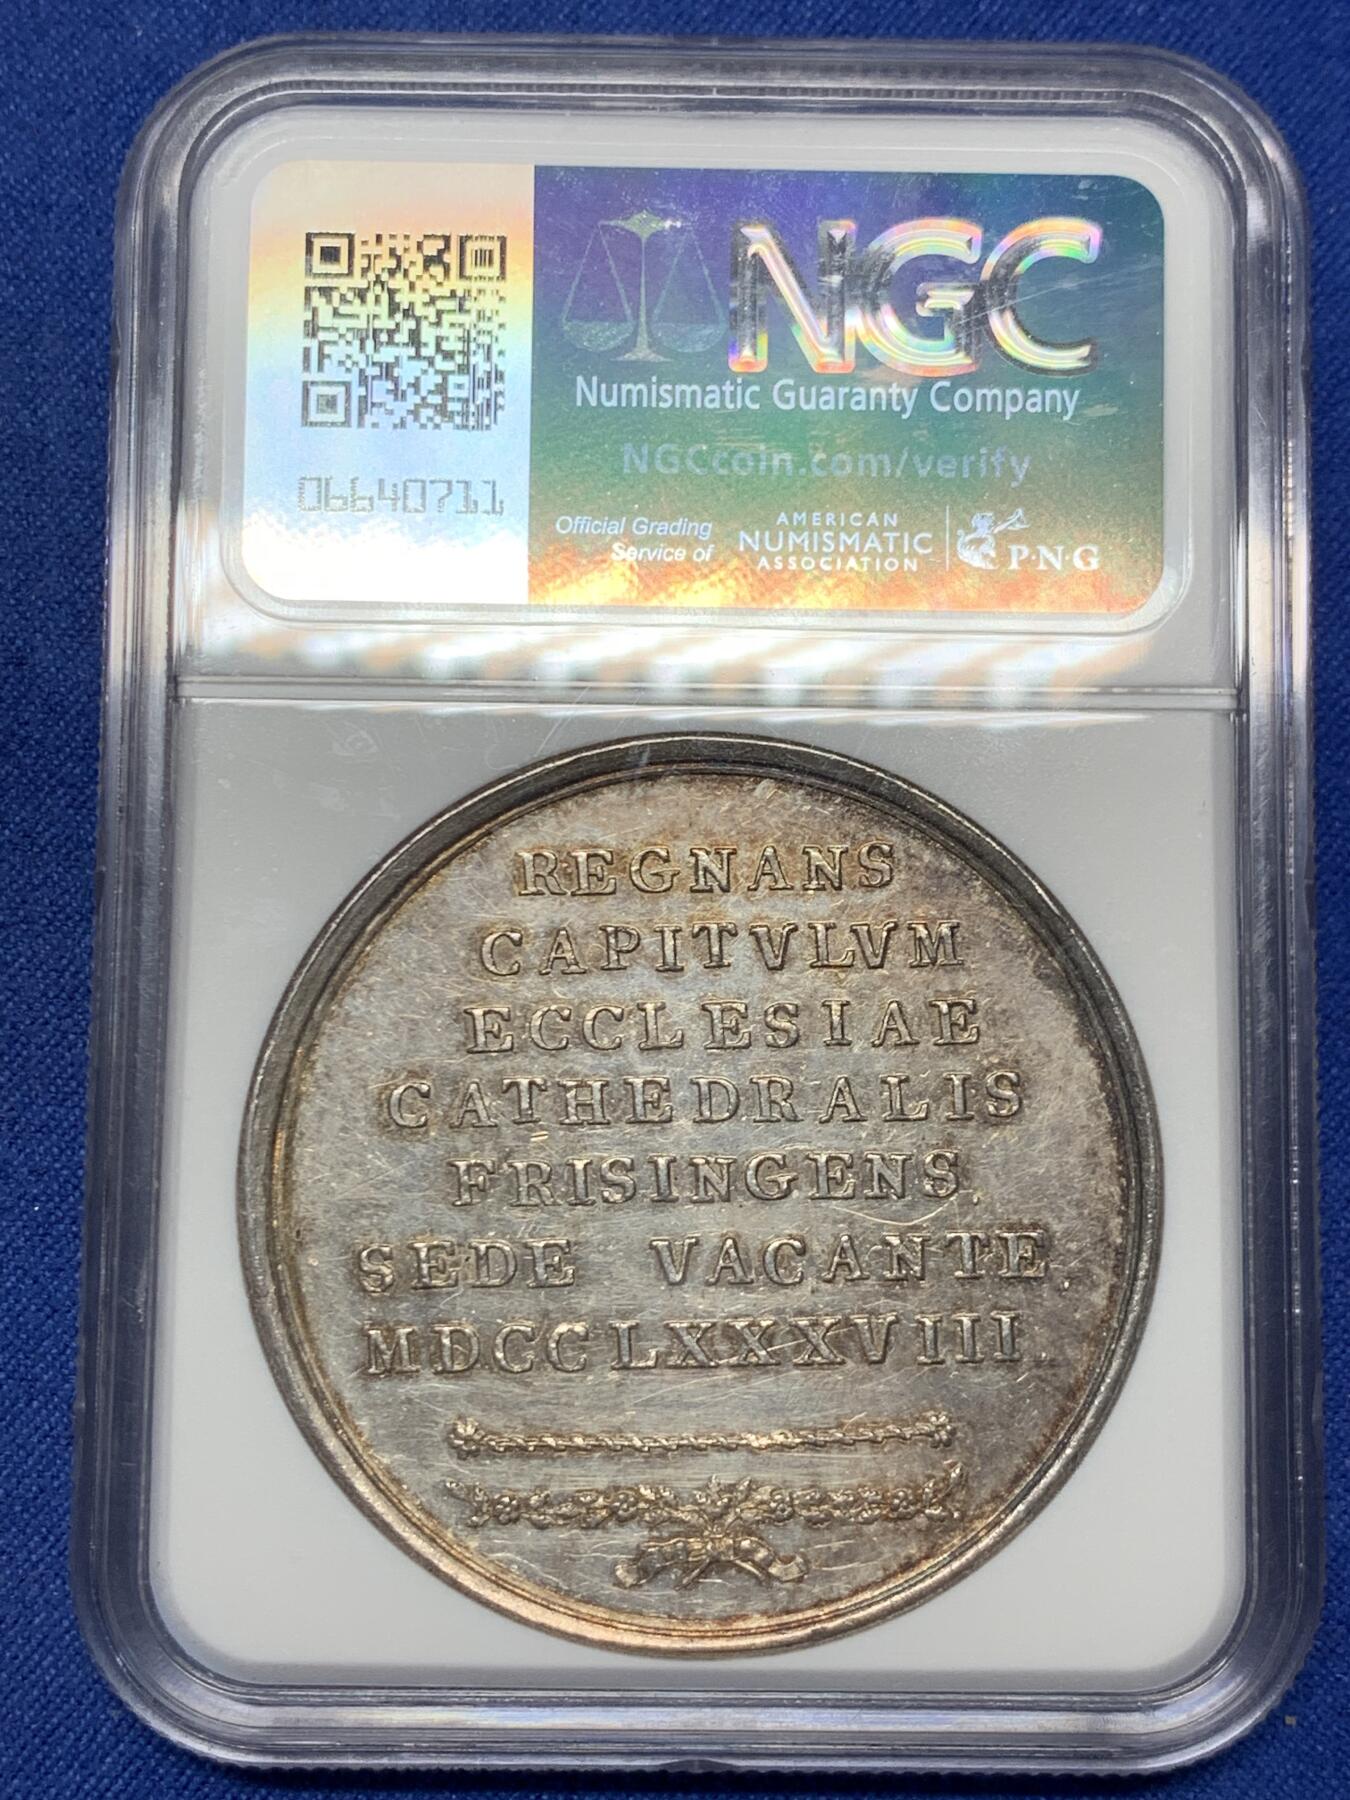 NGC
Numismatic Guaranty Company
NGCcoin.com/verify
06640711
Official Grading
Service of
AMERICAN
NUMISMATIC
ASSOCIATION
P·N·G
REGNANS
CAPITVLVM
ECCLESIAE
CATHEDRALIS
FRISINGENS.
SEDE VACANTE
MDCCLXXXVIII.